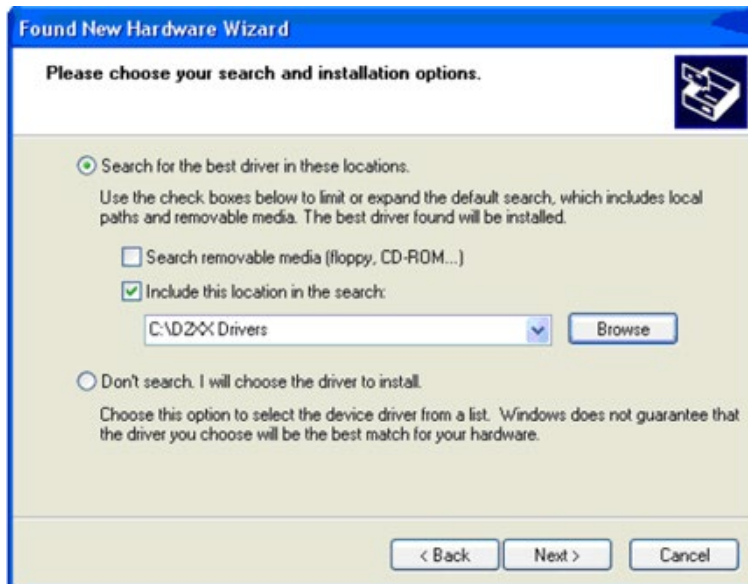 Found New Hardware Wizard
Please choose your search and installation options.
Search for the best driver in these locations.
Use the check boxes below to limit or expand the default search, which includes local
paths and removable media. The best driver found will be installed.
Search removable media (floppy, CD-ROM...)
Include this location in the search:
C:\D2XX Drivers
Browse
Don't search. I will choose the driver to install.
Choose this option to select the device driver from a list. Windows does not guarantee that
the driver you choose will be the best match for your hardware.
< Back Next > Cancel